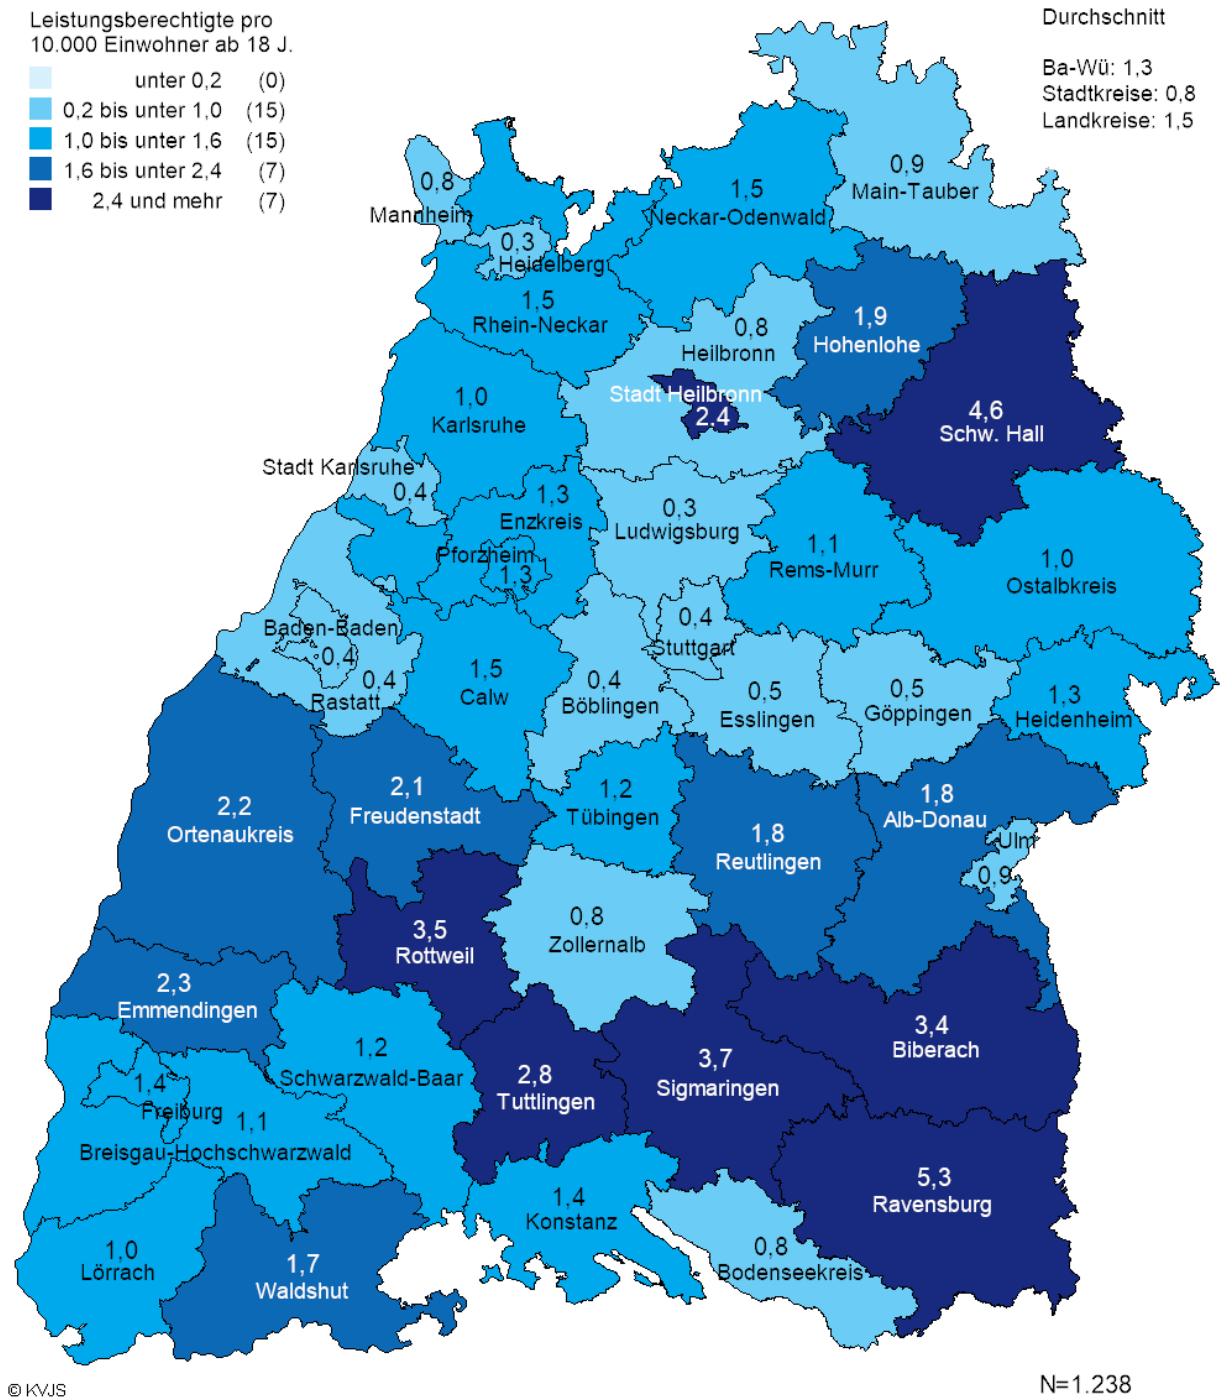 Leistungsberechtigte pro
10.000 Einwohner ab 18 J.
unter 0,2 (0)
0,2 bis unter 1,0 (15)
1,0 bis unter 1,6 (15)
1,6 bis unter 2,4 (7)
2,4 und mehr (7)
Durchschnitt
Ba-Wü: 1,3
Stadtkreise: 0,8
Landkreise: 1,5
0,9
Main-Tauber
0,8
Mannheim
1,5
Neckar-Odenwald
0,3
Heidelberg
1,5
Rhein-Neckar
0,8
Heilbronn
1,9
Hohenlohe
Stadt Heilbronn
2,4
1,0
Karlsruhe
4,6
Schw. Hall
Stadt Karlsruhe
0,4
1,3
Enzkreis
0,3
Ludwigsburg
1,1
Rems-Murr
1,0
Ostalbkreis
Pforzheim
1,3
Baden-Baden
0,4
0,4
Rastatt
1,5
Calw
0,4
Stuttgart
0,4
Böblingen
0,5
Esslingen
0,5
Göppingen
1,3
Heidenheim
2,2
Ortenaukreis
2,1
Freudenstadt
1,2
Tübingen
1,8
Reutlingen
1,8
Alb-Donau
Ulm
0,9
3,5
Rottweil
0,8
Zollernalb
2,3
Emmendingen
1,2
Schwarzwald-Baar
2,8
Tuttlingen
3,7
Sigmaringen
3,4
Biberach
1,4
Freiburg
1,1
Breisgau-Hochschwarzwald
5,3
Ravensburg
1,4
Konstanz
0,8
Bodenseekreis
1,0
Lörrach
1,7
Waldshut
© KVJS
N=1.238